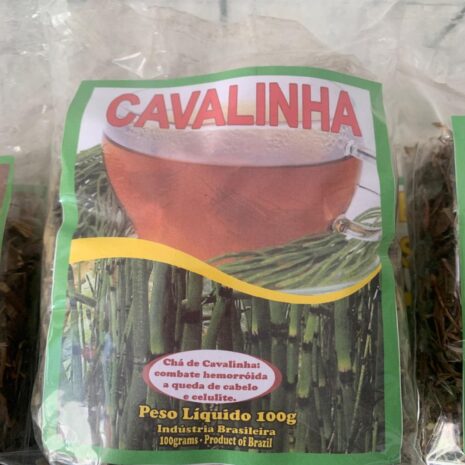 CAVALINHA
Chá de Cavalinha:
combate hemorróida
a queda de cabelo
e celulite.
Peso Líquido 100g
Indústria Brasileira
100grams - Product of Brazil